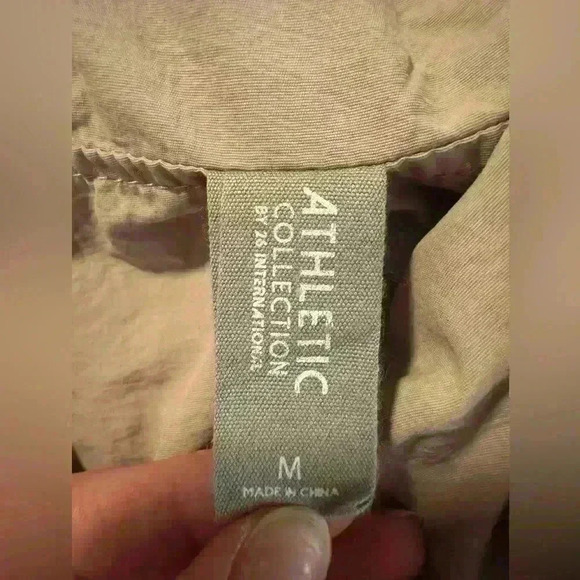 ATHLETIC
COLLECTION
BY 26 INTERNATIONAL
M
MADE IN CHINA